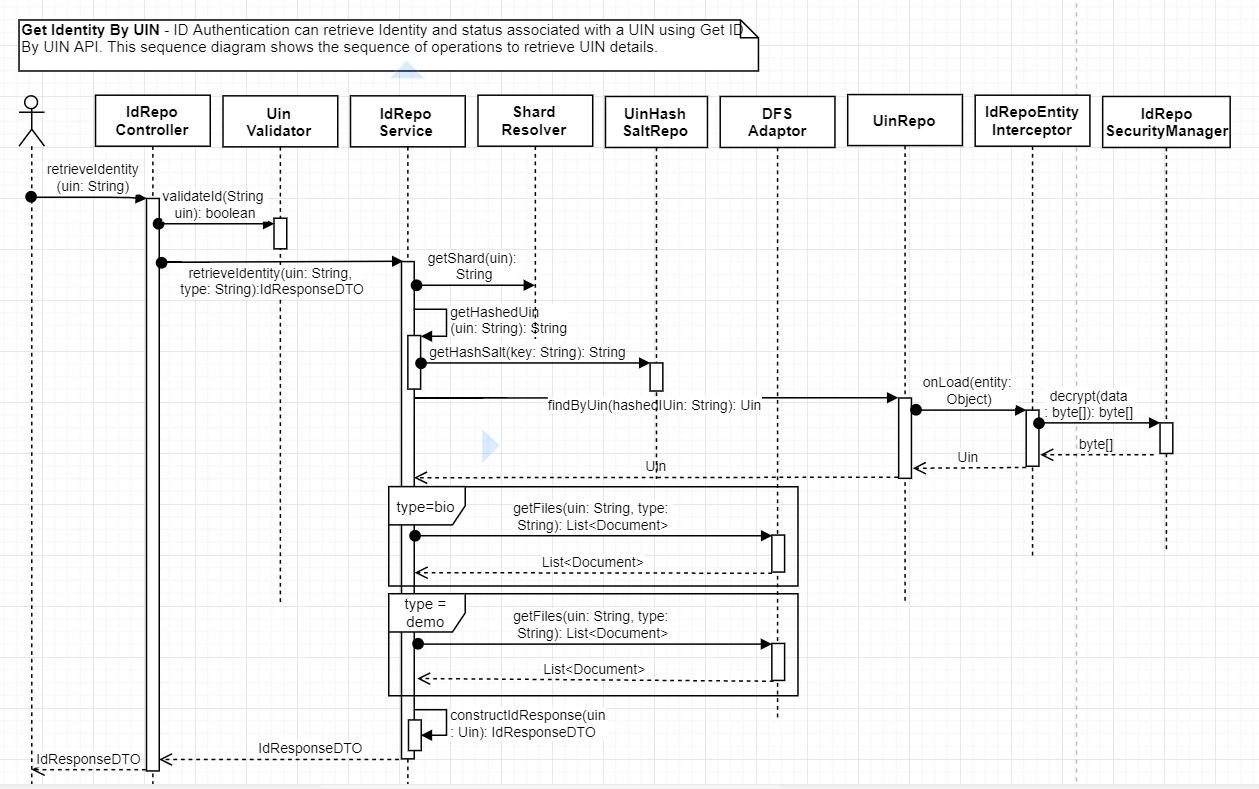 Get Identity By UIN - ID Authentication can retrieve Identity and status associated with a UIN using Get ID
By UIN API. This sequence diagram shows the sequence of operations to retrieve UIN details.
IdRepo
Controller
Uin
Validator
IdRepo
Service
Shard
Resolver
UinHash
SaltRepo
DFS
Adaptor
UinRepo
IdRepoEntity
Interceptor
IdRepo
SecurityManager
retrieveIdentity
(uin: String)
validateId(String
uin): boolean
retrieveIdentity(uin: String,
type: String):IdResponseDTO
getShard(uin):
String
getHashedUin
(uin: String): String
getHashSalt(key: String): String
findByUin(hashedIUin: String): Uin
onLoad(entity:
Object)
decrypt(data
: byte[]): byte[]
byte[]
Uin
Uin
type=bio
getFiles(uin: String, type:
String): List<Document>
List<Document>
type =
demo
getFiles(uin: String, type:
String): List<Document>
List<Document>
constructIdResponse(uin
: Uin): IdResponseDTO
IdResponseDTO
IdResponseDTO